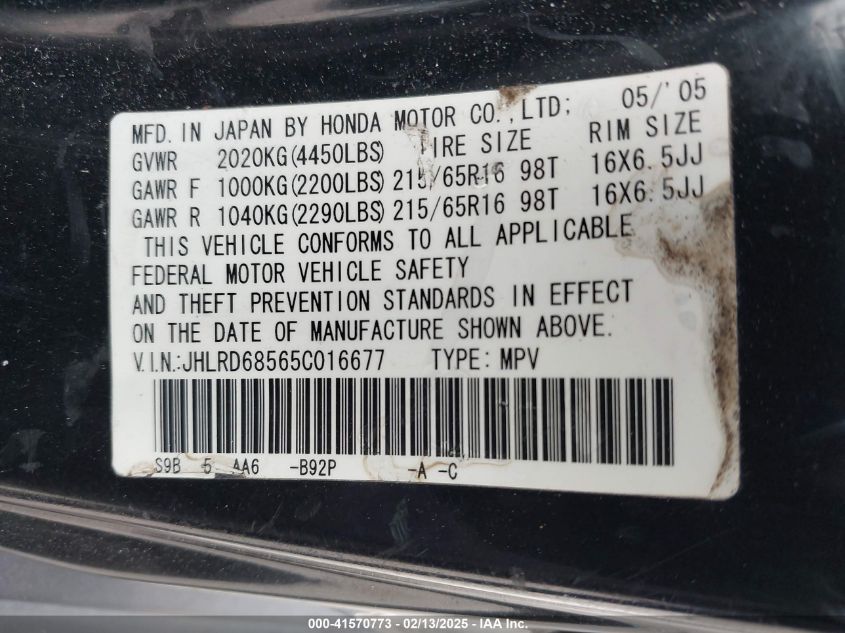 MFD. IN JAPAN BY HONDA MOTOR CO.,LTD; 05/'05
GVWR 2020KG(4450LBS) TIRE SIZE RIM SIZE
GAWR F 1000KG(2200LBS) 215/65R16 98T 16X6.5JJ
GAWR R 1040KG(2290LBS) 215/65R16 98T 16X6.5JJ
THIS VEHICLE CONFORMS TO ALL APPLICABLE
FEDERAL MOTOR VEHICLE SAFETY
AND THEFT PREVENTION STANDARDS IN EFFECT
ON THE DATE OF MANUFACTURE SHOWN ABOVE.
V.I.N.:JHLRD68565C016677 TYPE: MPV
S9B 5 AA6 -B92P -A -C
000-41570773 - 02/13/2025 - IAA Inc.